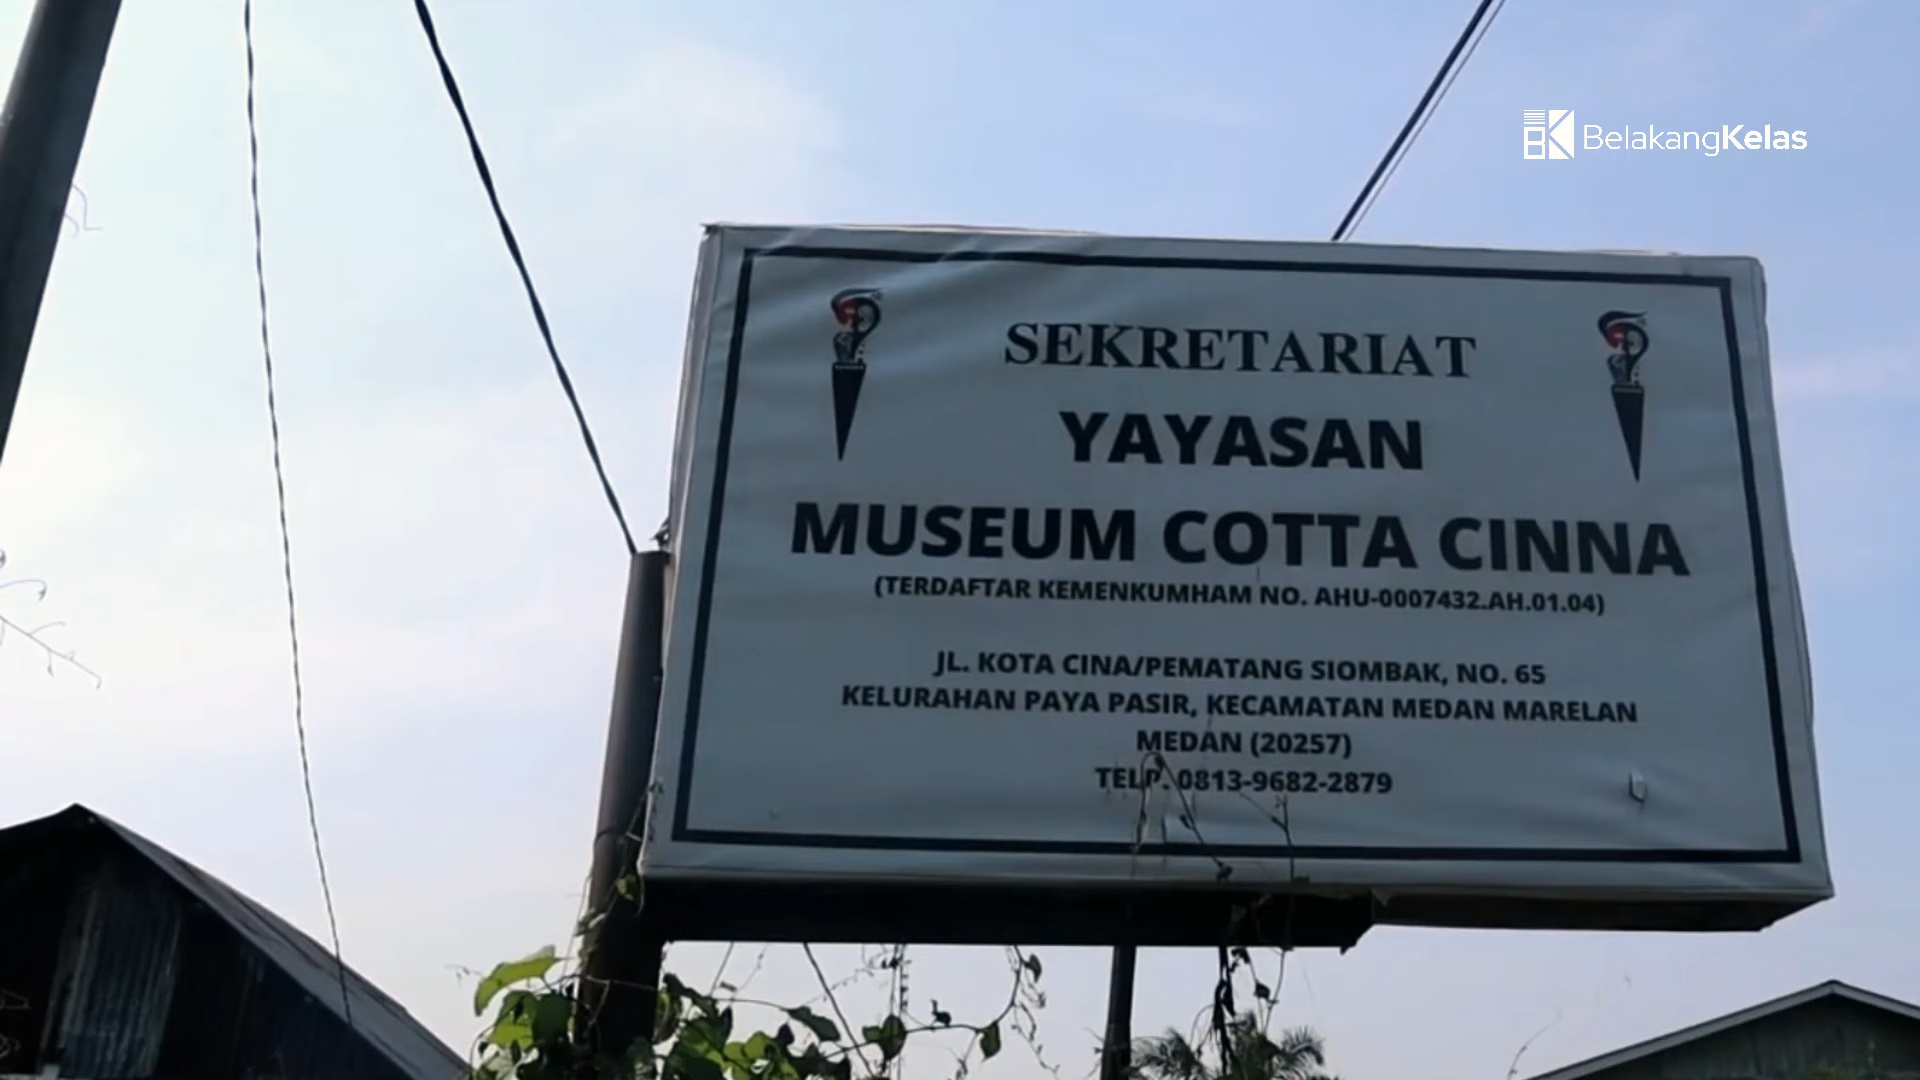 BelakangKelas
SEKRETARIAT
YAYASAN
MUSEUM COTTA CINNA
(TERDAFTAR KEMENKUMHAM NO. AHU-0007432.AH.01.04)
JL. KOTA CINA/PEMATANG SIOMBAK, NO. 65
KELURAHAN PAYA PASIR, KECAMATAN MEDAN MARELAN
MEDAN (20257)
TELP. 0813-9682-2879